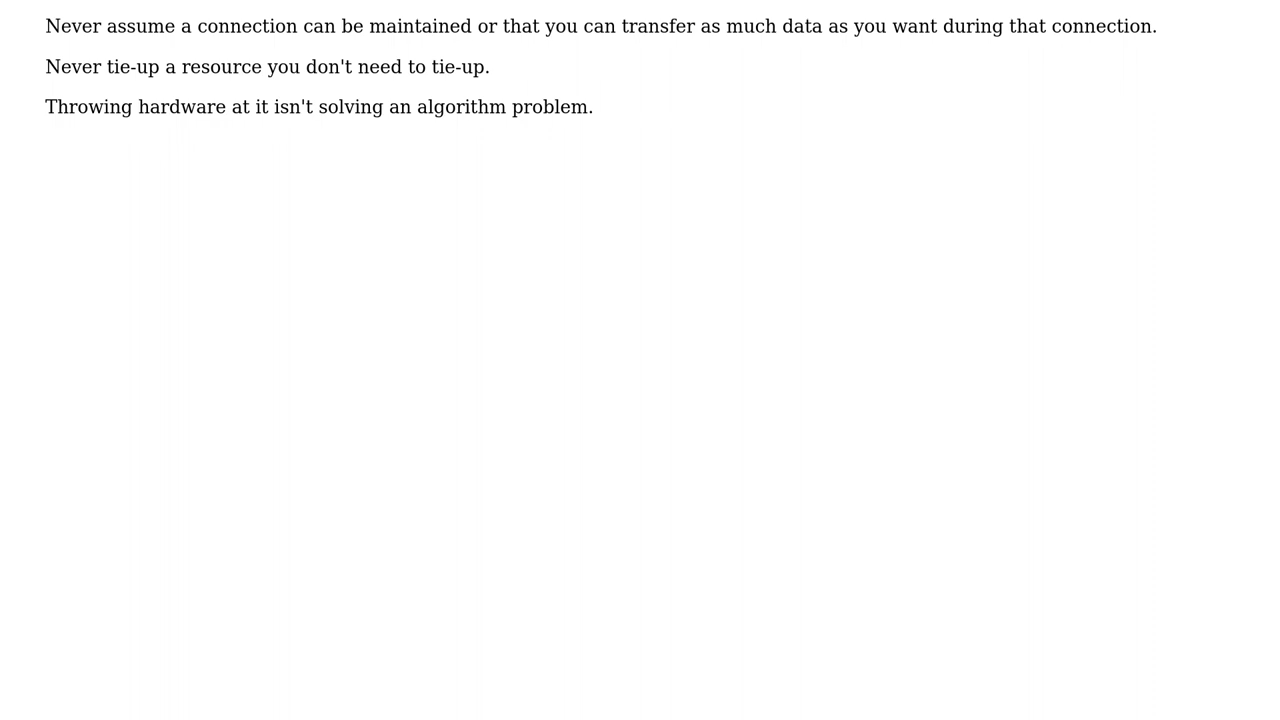 Never assume a connection can be maintained or that you can transfer as much data as you want during that connection.
Never tie-up a resource you don't need to tie-up.
Throwing hardware at it isn't solving an algorithm problem.